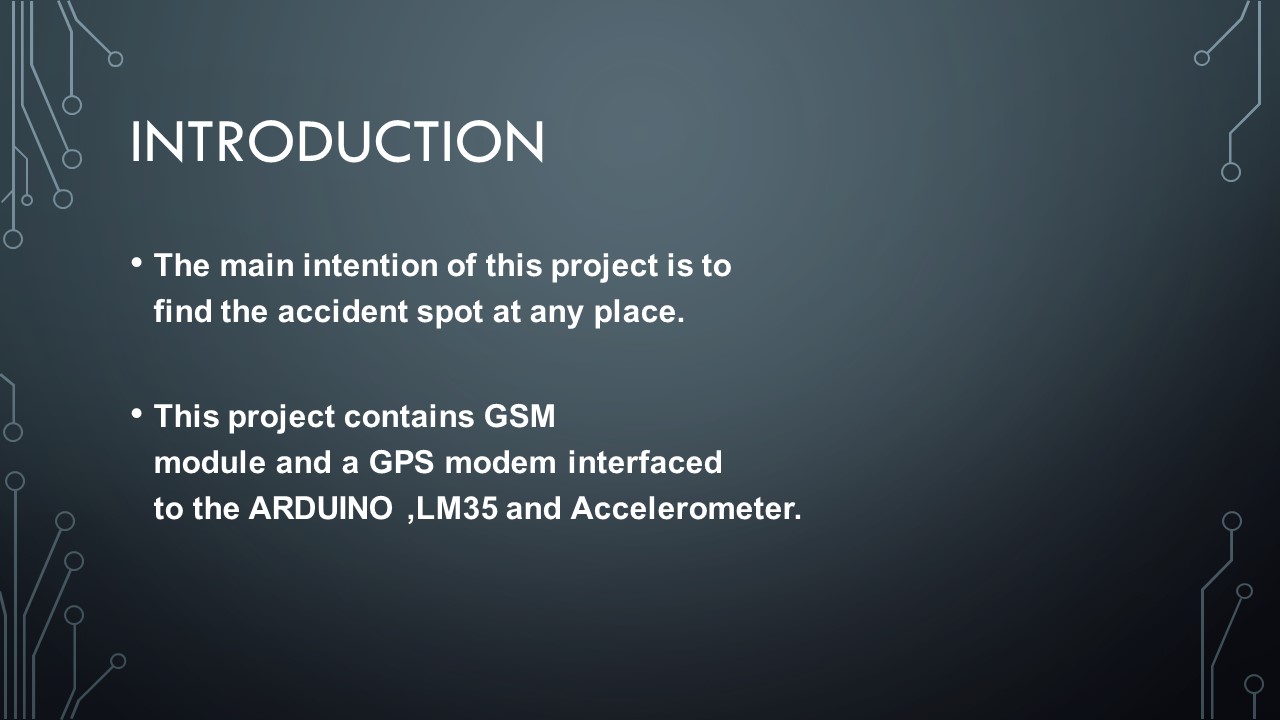 INTRODUCTION
• The main intention of this project is to
find the accident spot at any place.
• This project contains GSM
module and a GPS modem interfaced
to the ARDUINO ,LM35 and Accelerometer.